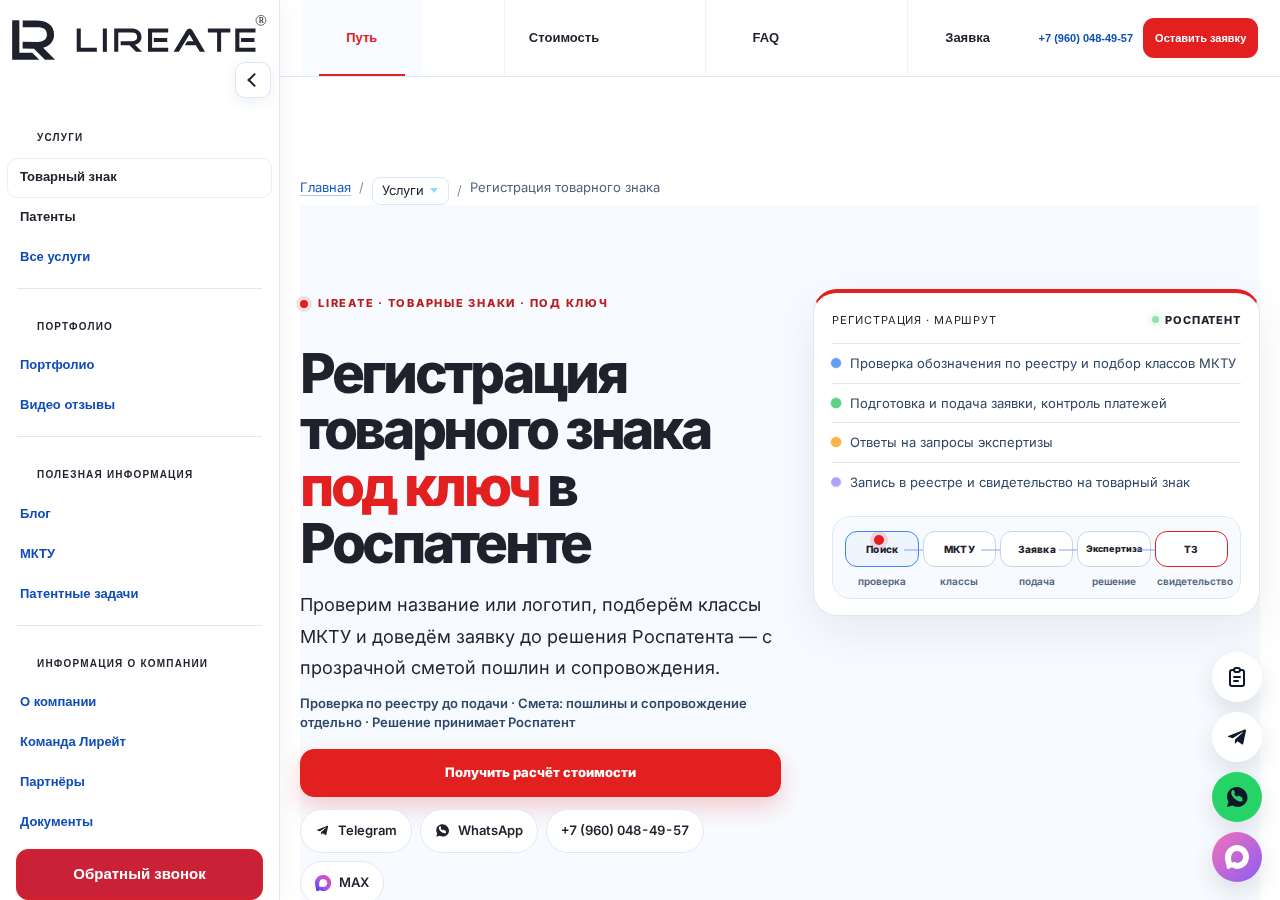 LIREATE®
УСЛУГИ
Товарный знак
Патенты
Все услуги
ПОРТФОЛИО
Портфолио
Видео отзывы
ПОЛЕЗНАЯ ИНФОРМАЦИЯ
Блог
МКТУ
Патентные задачи
ИНФОРМАЦИЯ О КОМПАНИИ
О компании
Команда Лирейт
Партнёры
Документы
Обратный звонок
Путь
Стоимость
FAQ
Заявка
+7 (960) 048-49-57
Оставить заявку
Главная / Услуги / Регистрация товарного знака
LIREATE · ТОВАРНЫЕ ЗНАКИ · ПОД КЛЮЧ
Регистрация
товарного знака
под ключ в
Роспатенте
Проверим название или логотип, подберём классы
МКТУ и доведём заявку до решения Роспатента — с
прозрачной сметой пошлин и сопровождения.
Проверка по реестру до подачи · Смета: пошлины и сопровождение
отдельно · Решение принимает Роспатент
Получить расчёт стоимости
Telegram
WhatsApp
+7 (960) 048-49-57
MAX
РЕГИСТРАЦИЯ · МАРШРУТ
РОСПАТЕНТ
Проверка обозначения по реестру и подбор классов МКТУ
Подготовка и подача заявки, контроль платежей
Ответы на запросы экспертизы
Запись в реестре и свидетельство на товарный знак
Поиск МКТУ Заявка Экспертиза ТЗ
проверка классы подача решение свидетельство